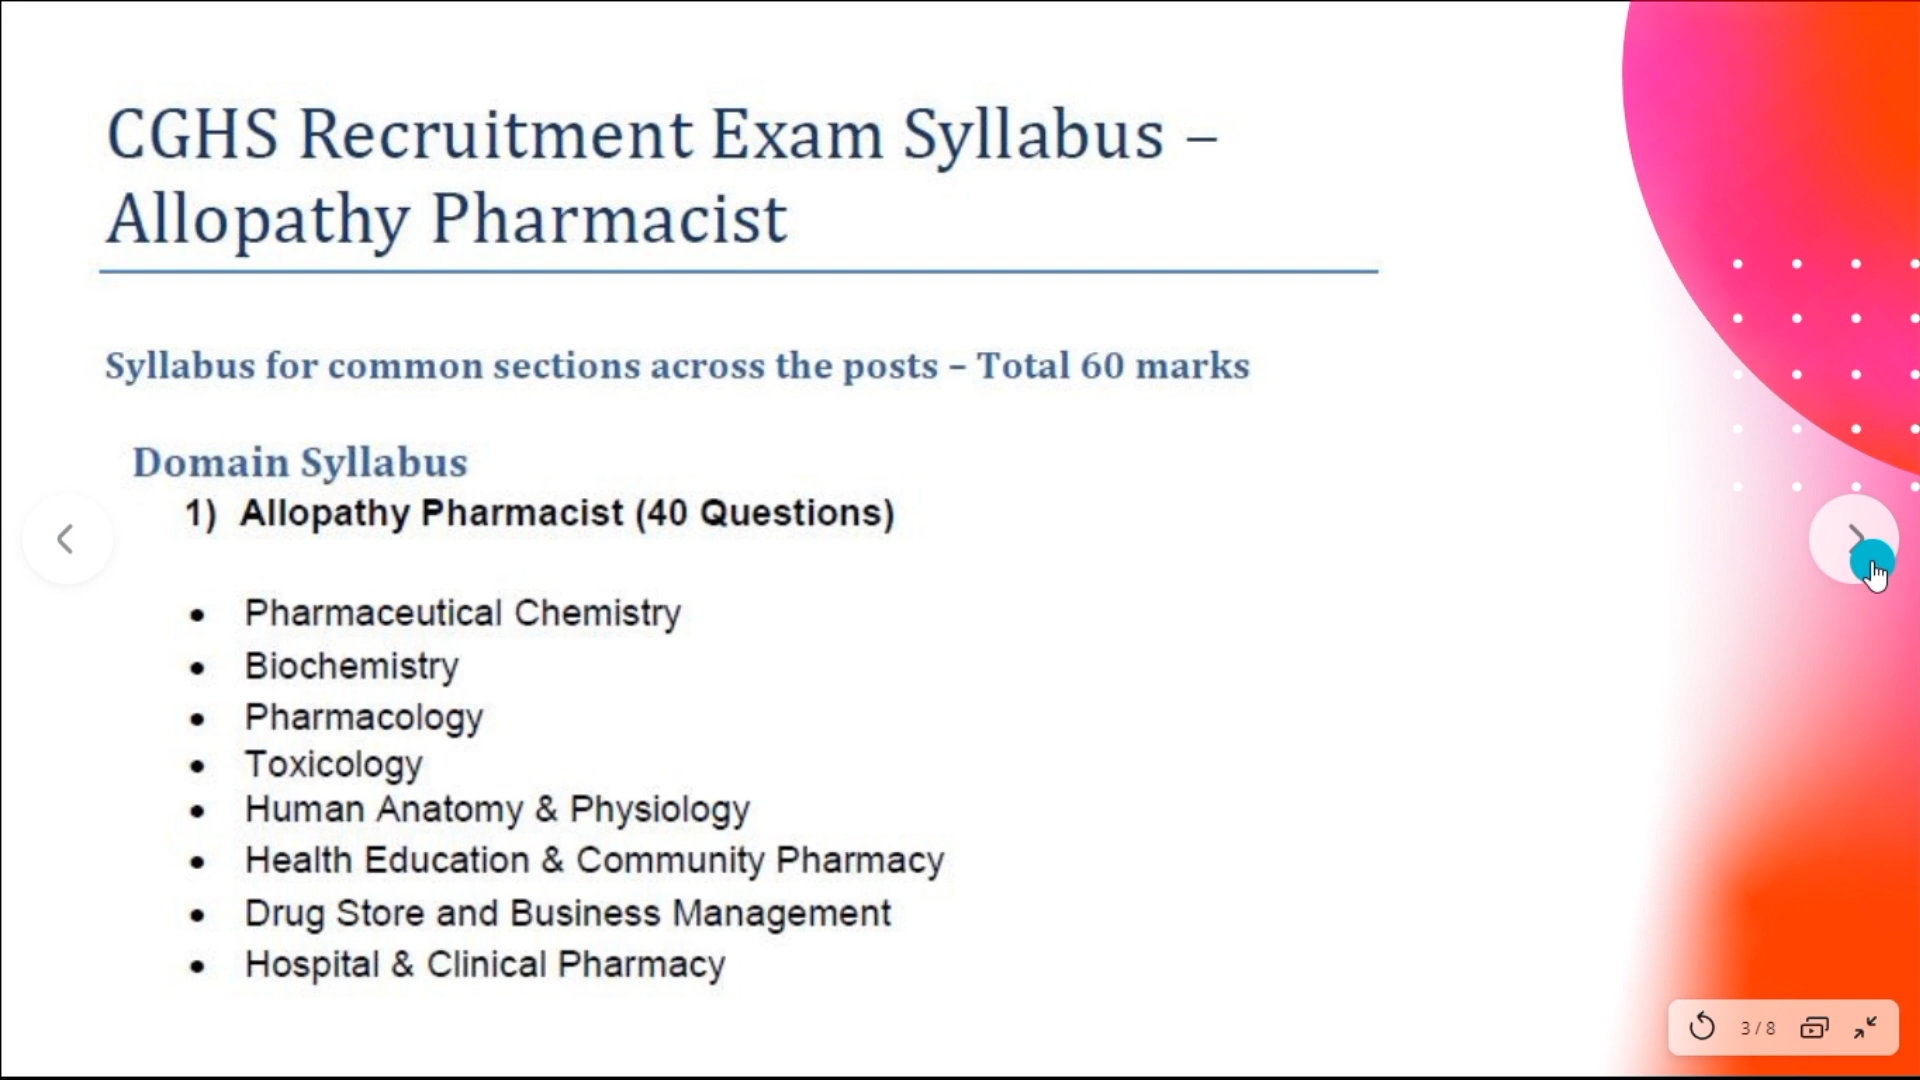 CGHS Recruitment Exam Syllabus –
Allopathy Pharmacist
Syllabus for common sections across the posts – Total 60 marks
Domain Syllabus
1) Allopathy Pharmacist (40 Questions)
• Pharmaceutical Chemistry
• Biochemistry
• Pharmacology
• Toxicology
• Human Anatomy & Physiology
• Health Education & Community Pharmacy
• Drug Store and Business Management
• Hospital & Clinical Pharmacy
3 / 8